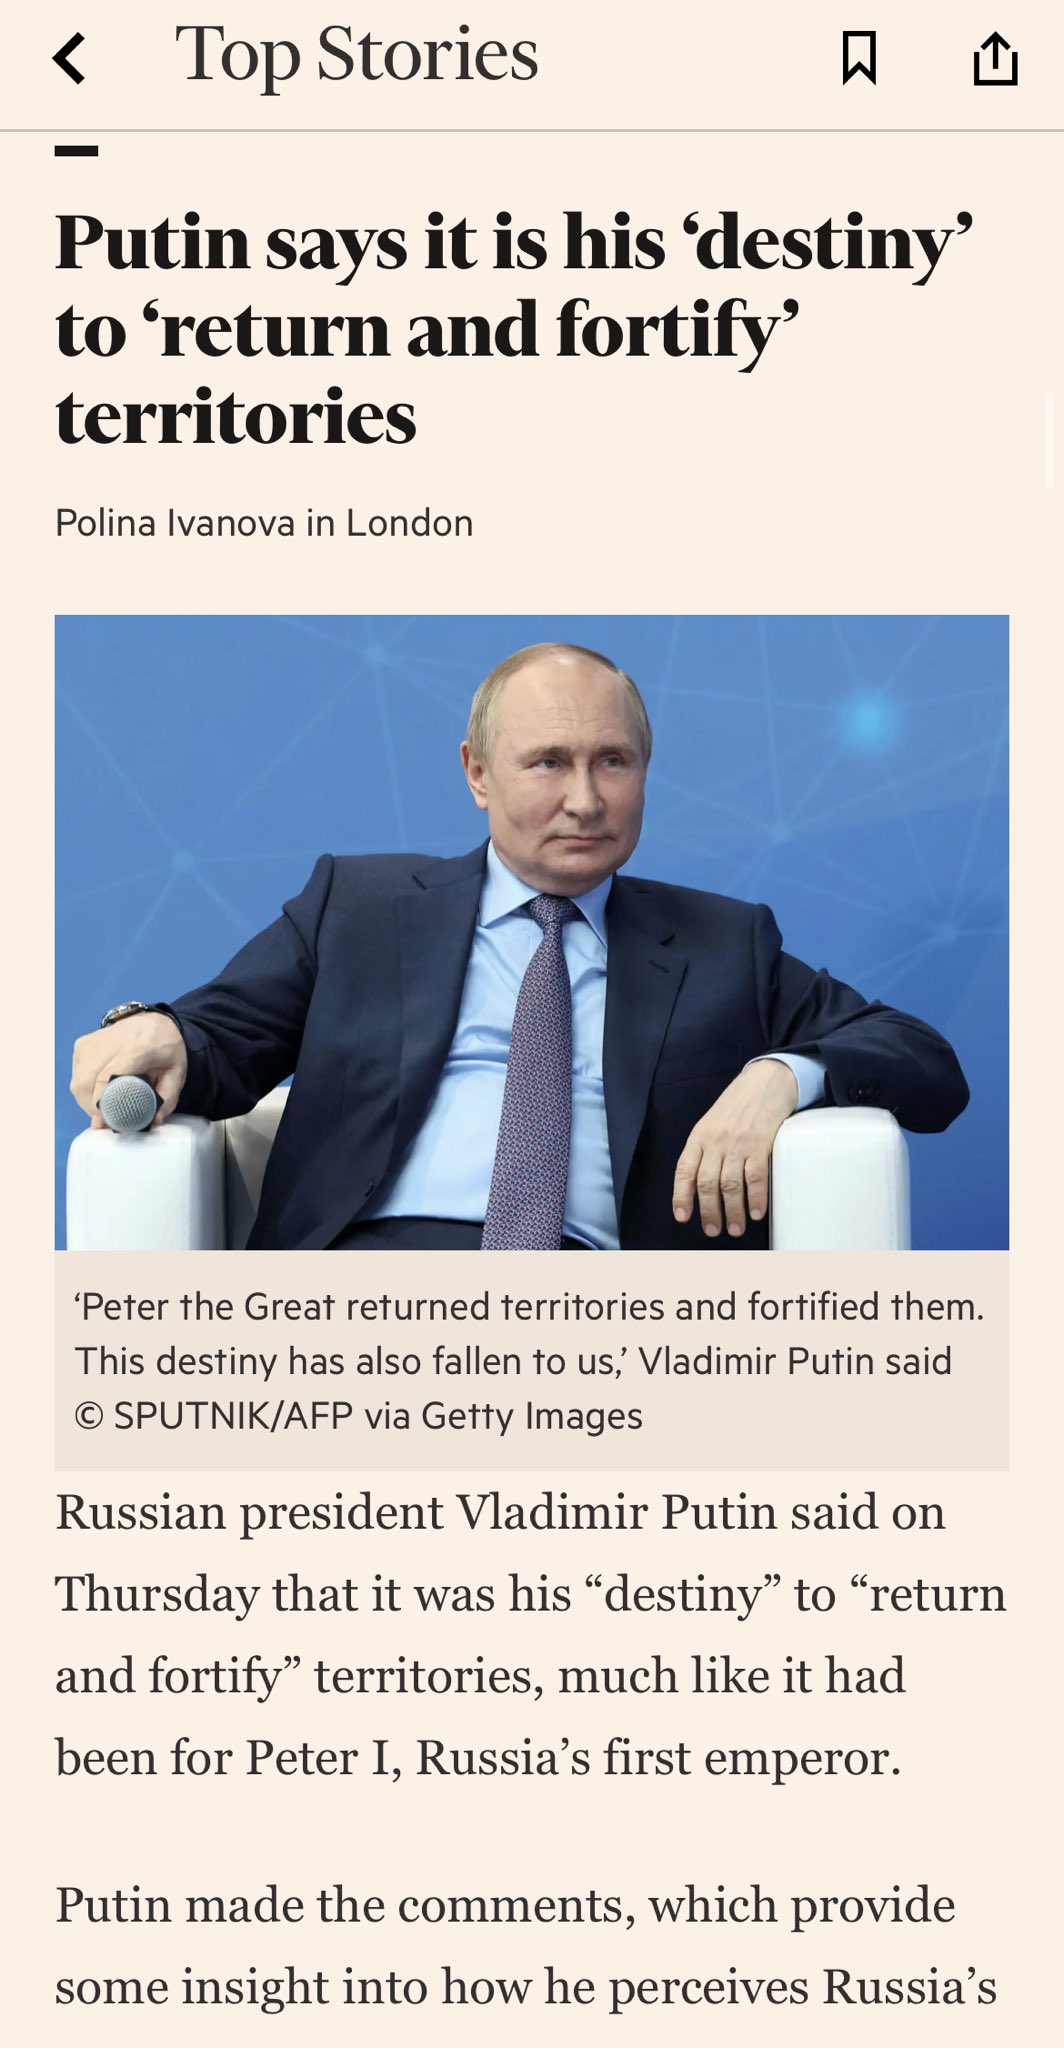 Top Stories
Putin says it is his ‘destiny’
to ‘return and fortify’
territories
Polina Ivanova in London
‘Peter the Great returned territories and fortified them.
This destiny has also fallen to us,’ Vladimir Putin said
© SPUTNIK/AFP via Getty Images
Russian president Vladimir Putin said on
Thursday that it was his “destiny” to “return
and fortify” territories, much like it had
been for Peter I, Russia’s first emperor.
Putin made the comments, which provide
some insight into how he perceives Russia’s